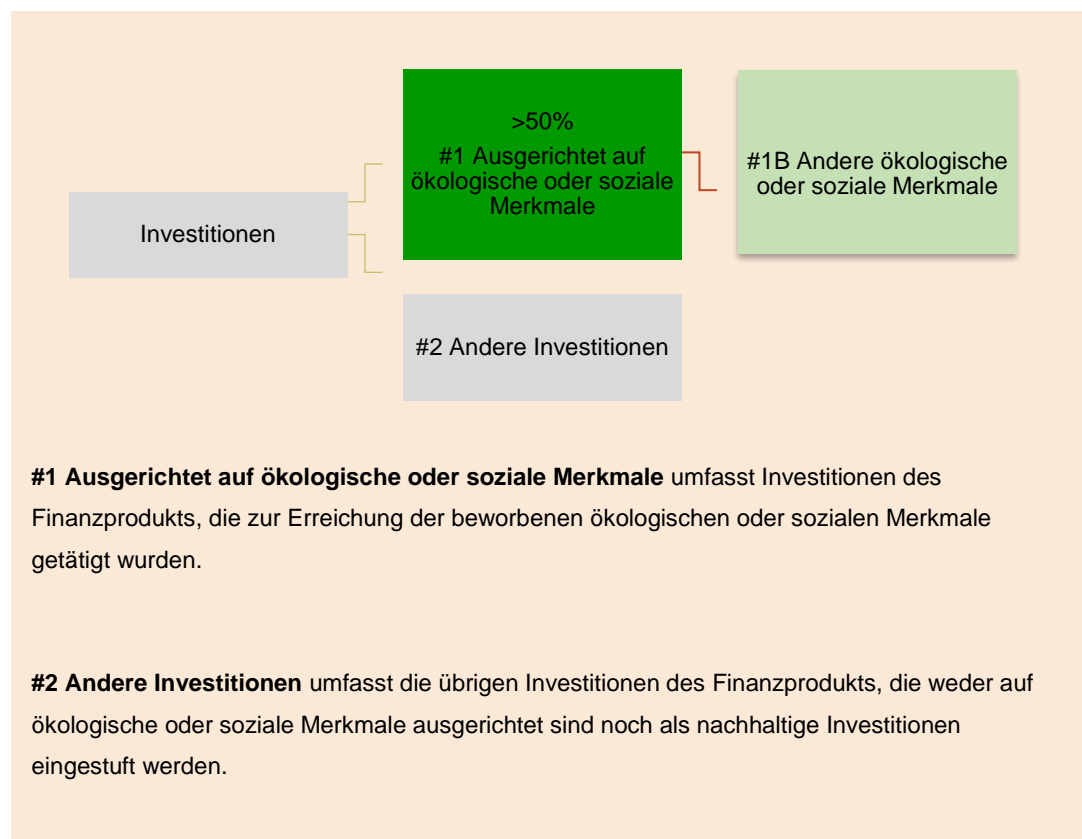 >50%
#1 Ausgerichtet auf
ökologische oder soziale
Merkmale
#1B Andere ökologische
oder soziale Merkmale
Investitionen
#2 Andere Investitionen
#1 Ausgerichtet auf ökologische oder soziale Merkmale umfasst Investitionen des
Finanzprodukts, die zur Erreichung der beworbenen ökologischen oder sozialen Merkmale
getätigt wurden.
#2 Andere Investitionen umfasst die übrigen Investitionen des Finanzprodukts, die weder auf
ökologische oder soziale Merkmale ausgerichtet sind noch als nachhaltige Investitionen
eingestuft werden.